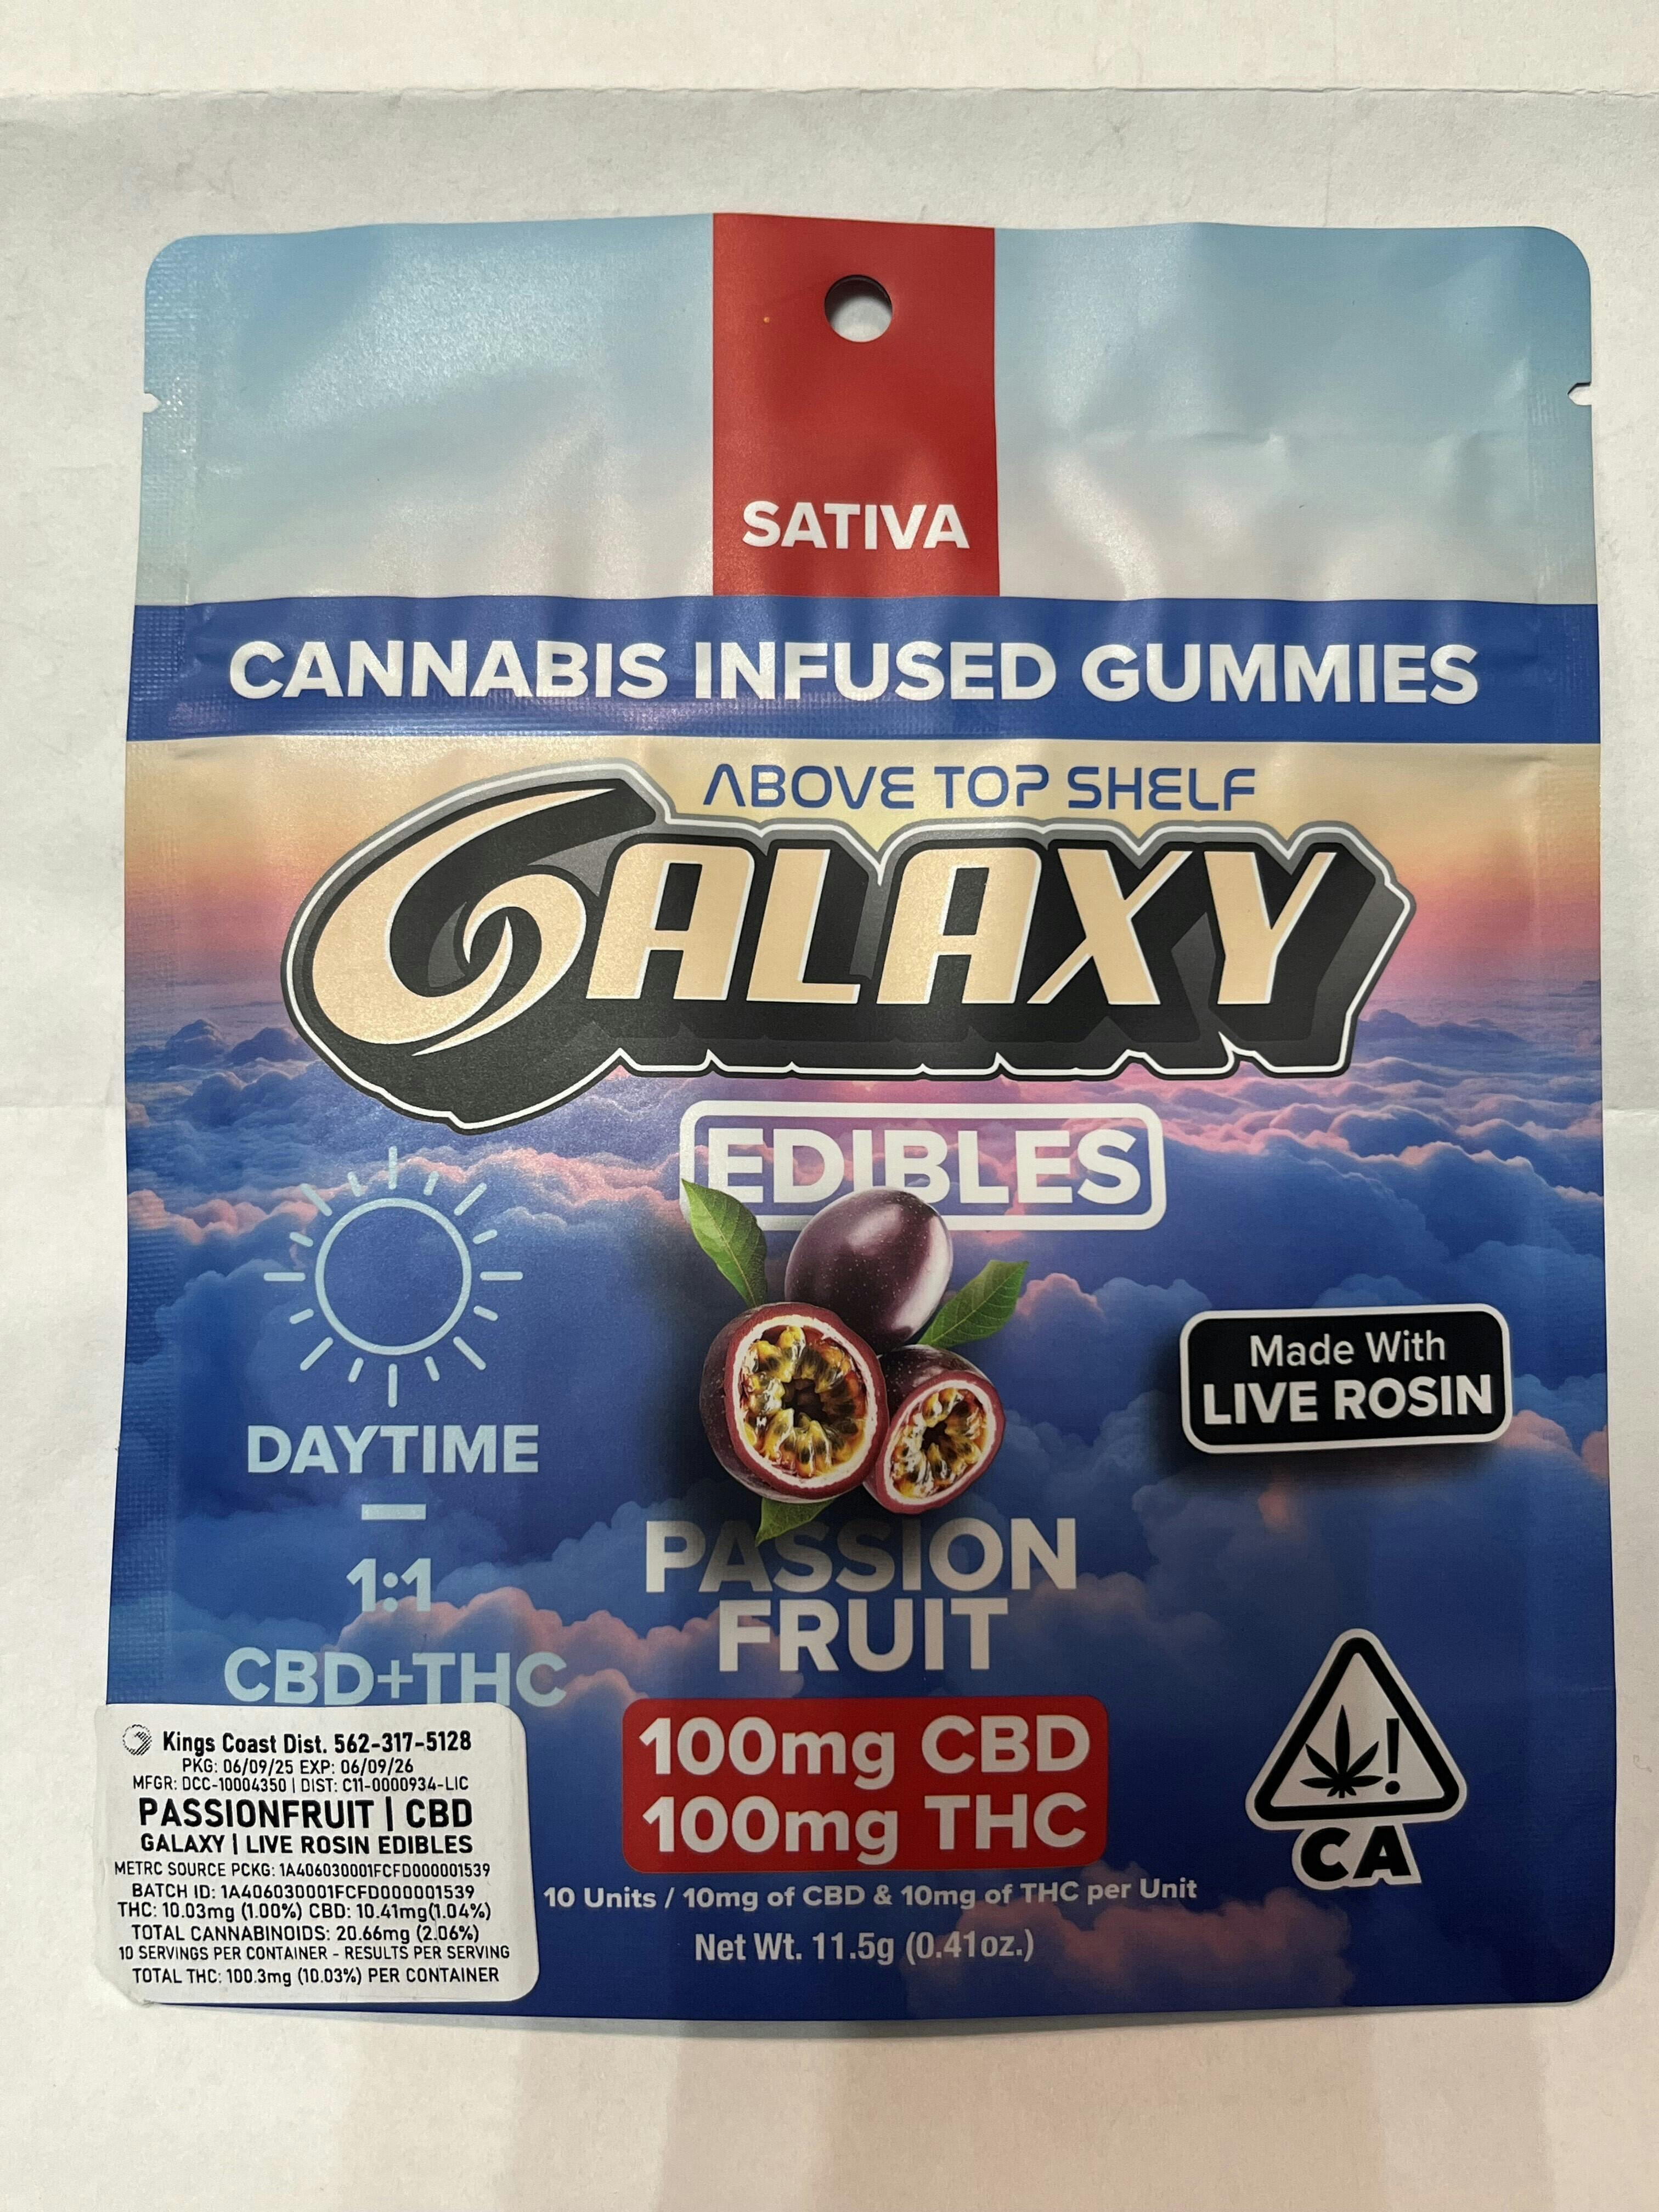 SATIVA
CANNABIS INFUSED GUMMIES
ABOVE TOP SHELF
GALAXY
EDIBLES
Made With
LIVE ROSIN
DAYTIME
1:1
CBD+THC
PASSION
FRUIT
100mg CBD
100mg THC
10 Units / 10mg of CBD & 10mg of THC per Unit
Net Wt. 11.5g (0.41oz.)
!
CA
Kings Coast Dist. 562-317-5128
PKG: 06/09/25 EXP: 06/09/26
MFGR: DCC-10004350 | DIST: C11-0000934-LIC
PASSIONFRUIT | CBD
GALAXY | LIVE ROSIN EDIBLES
METRC SOURCE PCKG: 1A406030001FCFD000001539
BATCH ID: 1A406030001FCFD000001539
THC: 10.03mg (1.00%) CBD: 10.41mg(1.04%)
TOTAL CANNABINOIDS: 20.66mg (2.06%)
10 SERVINGS PER CONTAINER - RESULTS PER SERVING
TOTAL THC: 100.3mg (10.03%) PER CONTAINER